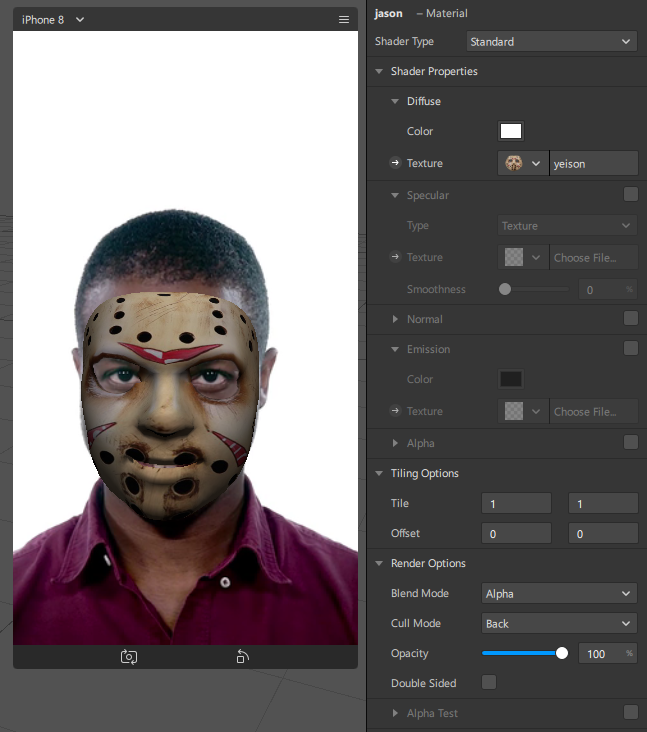 iPhone 8
jason – Material
Shader Type Standard
Shader Properties
Diffuse
Color
Texture yeison
Specular
Type Texture
Texture Choose File...
Smoothness 0 %
Normal
Emission
Color
Texture Choose File...
Alpha
Tiling Options
Tile 1 1
Offset 0 0
Render Options
Blend Mode Alpha
Cull Mode Back
Opacity 100 %
Double Sided
Alpha Test